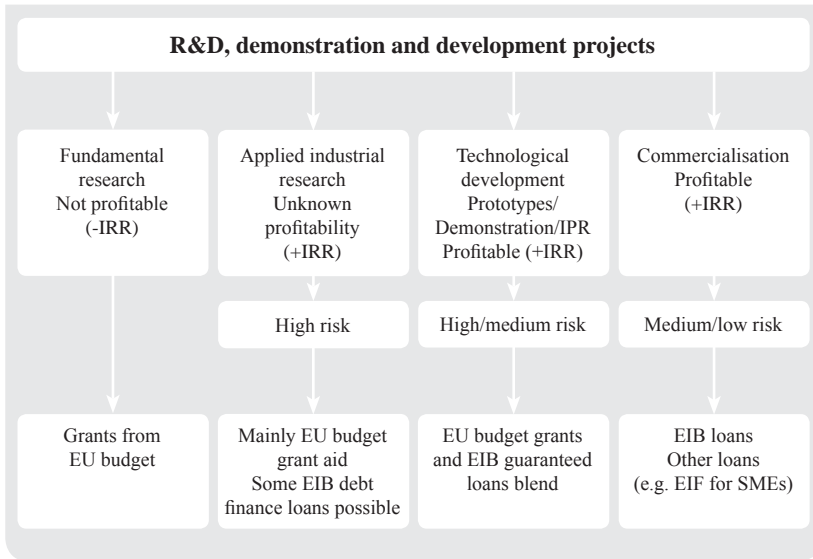 R&D, demonstration and development projects
Fundamental
research
Not profitable
(-IRR)
Applied industrial
research
Unknown
profitability
(+IRR)
Technological
development
Prototypes/
Demonstration/IPR
Profitable (+IRR)
Commercialisation
Profitable
(+IRR)
High risk
High/medium risk
Medium/low risk
Grants from
EU budget
Mainly EU budget
grant aid
Some EIB debt
finance loans possible
EU budget grants
and EIB guaranteed
loans blend
EIB loans
Other loans
(e.g. EIF for SMEs)